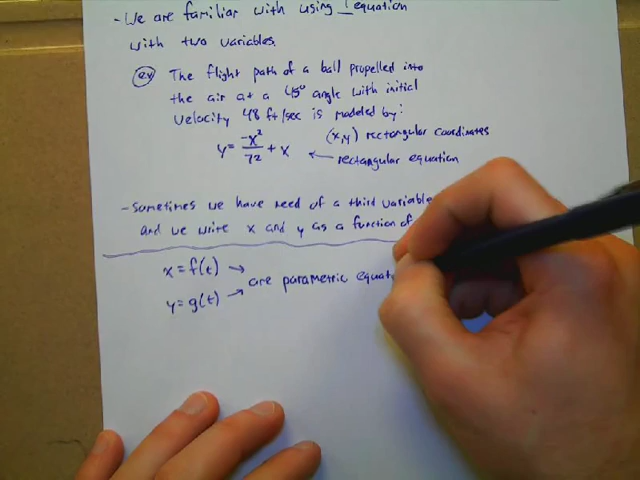 - We are familiar with using 1 equation
with two variables.
(ex) The flight path of a ball propelled into
the air at a 45° angle with initial
velocity 48 ft/sec is modeled by:
y = -x²/72 + x (x,y) rectangular coordinates
← rectangular equation
- Sometimes we have need of a third variable
and we write x and y as a function of
x = f(t) →
are parametric equat
y = g(t) →